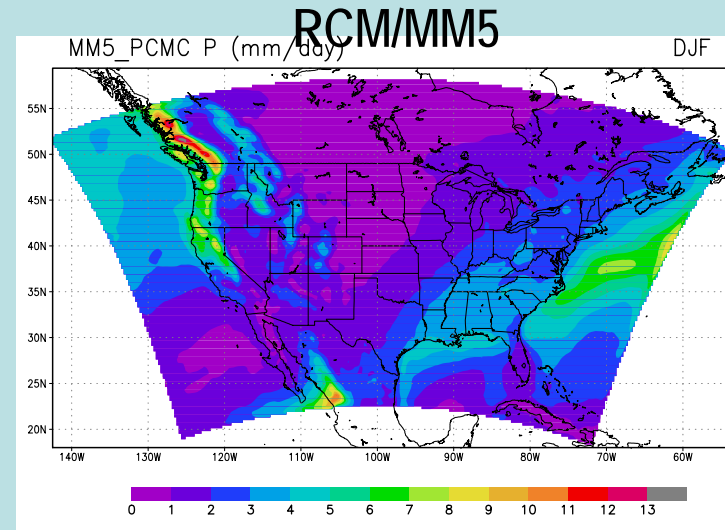 RCM/MM5
MM5_PCMC P (mm/day) DJF
55N
50N
45N
40N
35N
30N
25N
20N
140W 130W 120W 110W 100W 90W 80W 70W 60W
0 1 2 3 4 5 6 7 8 9 10 11 12 13